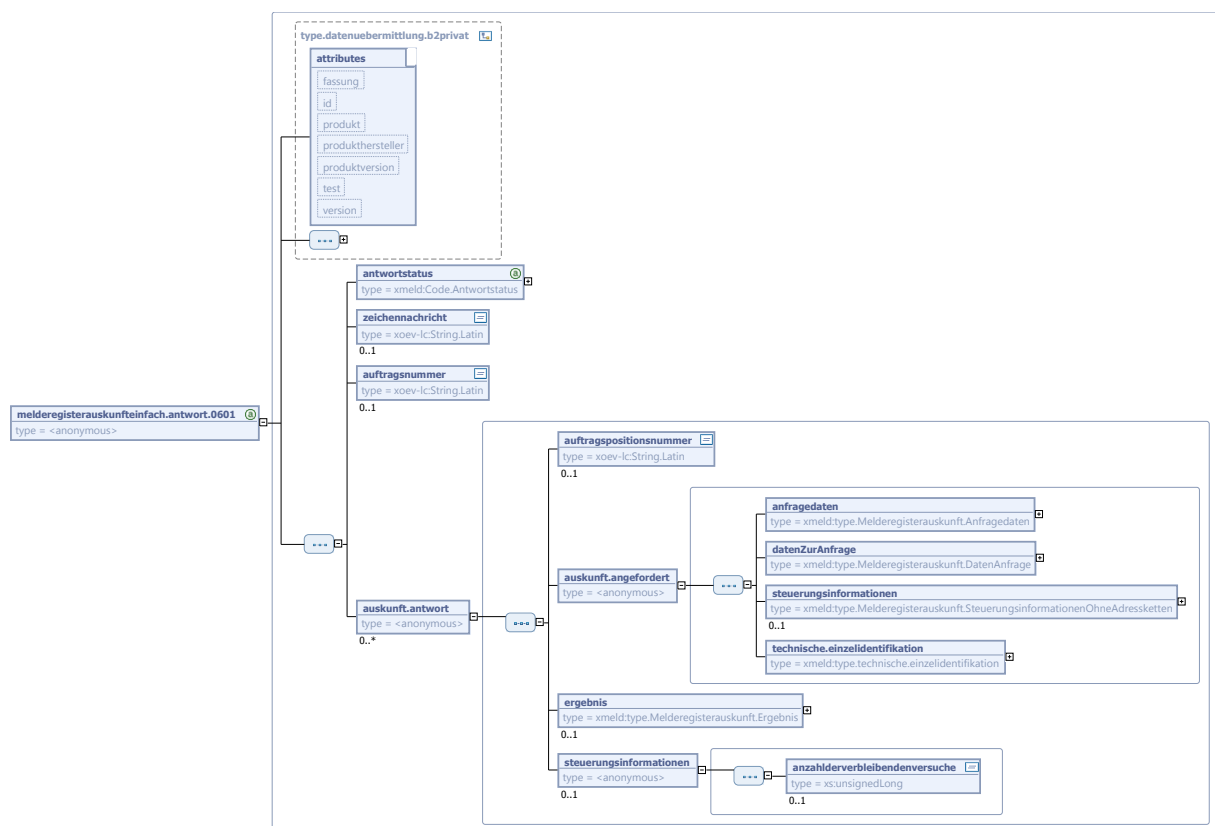 type.datenuebermittlung.b2privat
attributes
fassung
id
produkt
produkthersteller
produktversion
test
version
antwortstatus
type = xmeld:Code.Antwortstatus
zeichennachricht
type = xoev-lc:String.Latin
0..1
auftragsnummer
type = xoev-lc:String.Latin
0..1
melderegisterauskunfteinfach.antwort.0601
type = <anonymous>
auskunft.antwort
type = <anonymous>
0..*
auftragspositionsnummer
type = xoev-lc:String.Latin
0..1
auskunft.angefordert
type = <anonymous>
anfragedaten
type = xmeld:type.Melderegisterauskunft.Anfragedaten
datenZurAnfrage
type = xmeld:type.Melderegisterauskunft.DatenAnfrage
steuerungsinformationen
type = xmeld:type.Melderegisterauskunft.SteuerungsinformationenOhneAdressketten
0..1
technische.einzelidentifikation
type = xmeld:type.technische.einzelidentifikation
ergebnis
type = xmeld:type.Melderegisterauskunft.Ergebnis
0..1
steuerungsinformationen
type = <anonymous>
0..1
anzahlderverbleibendenversuche
type = xs:unsignedLong
0..1